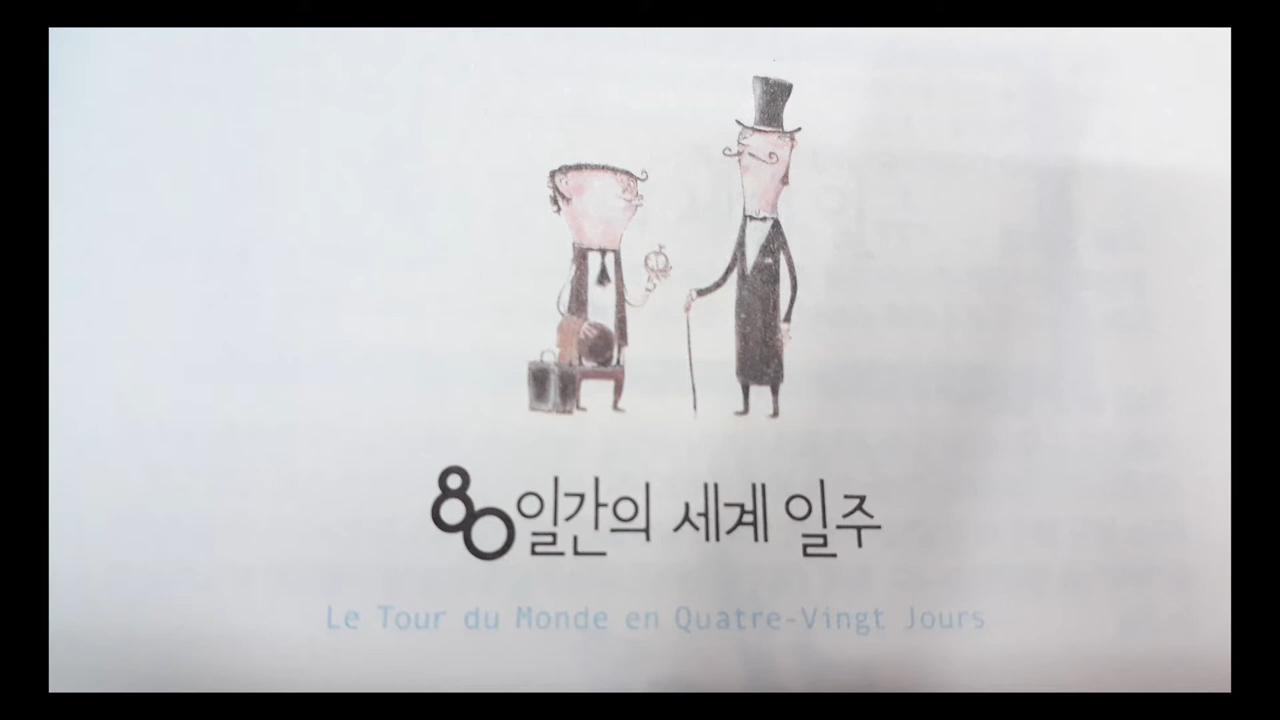 80일간의 세계 일주
Le Tour du Monde en Quatre-Vingt Jours